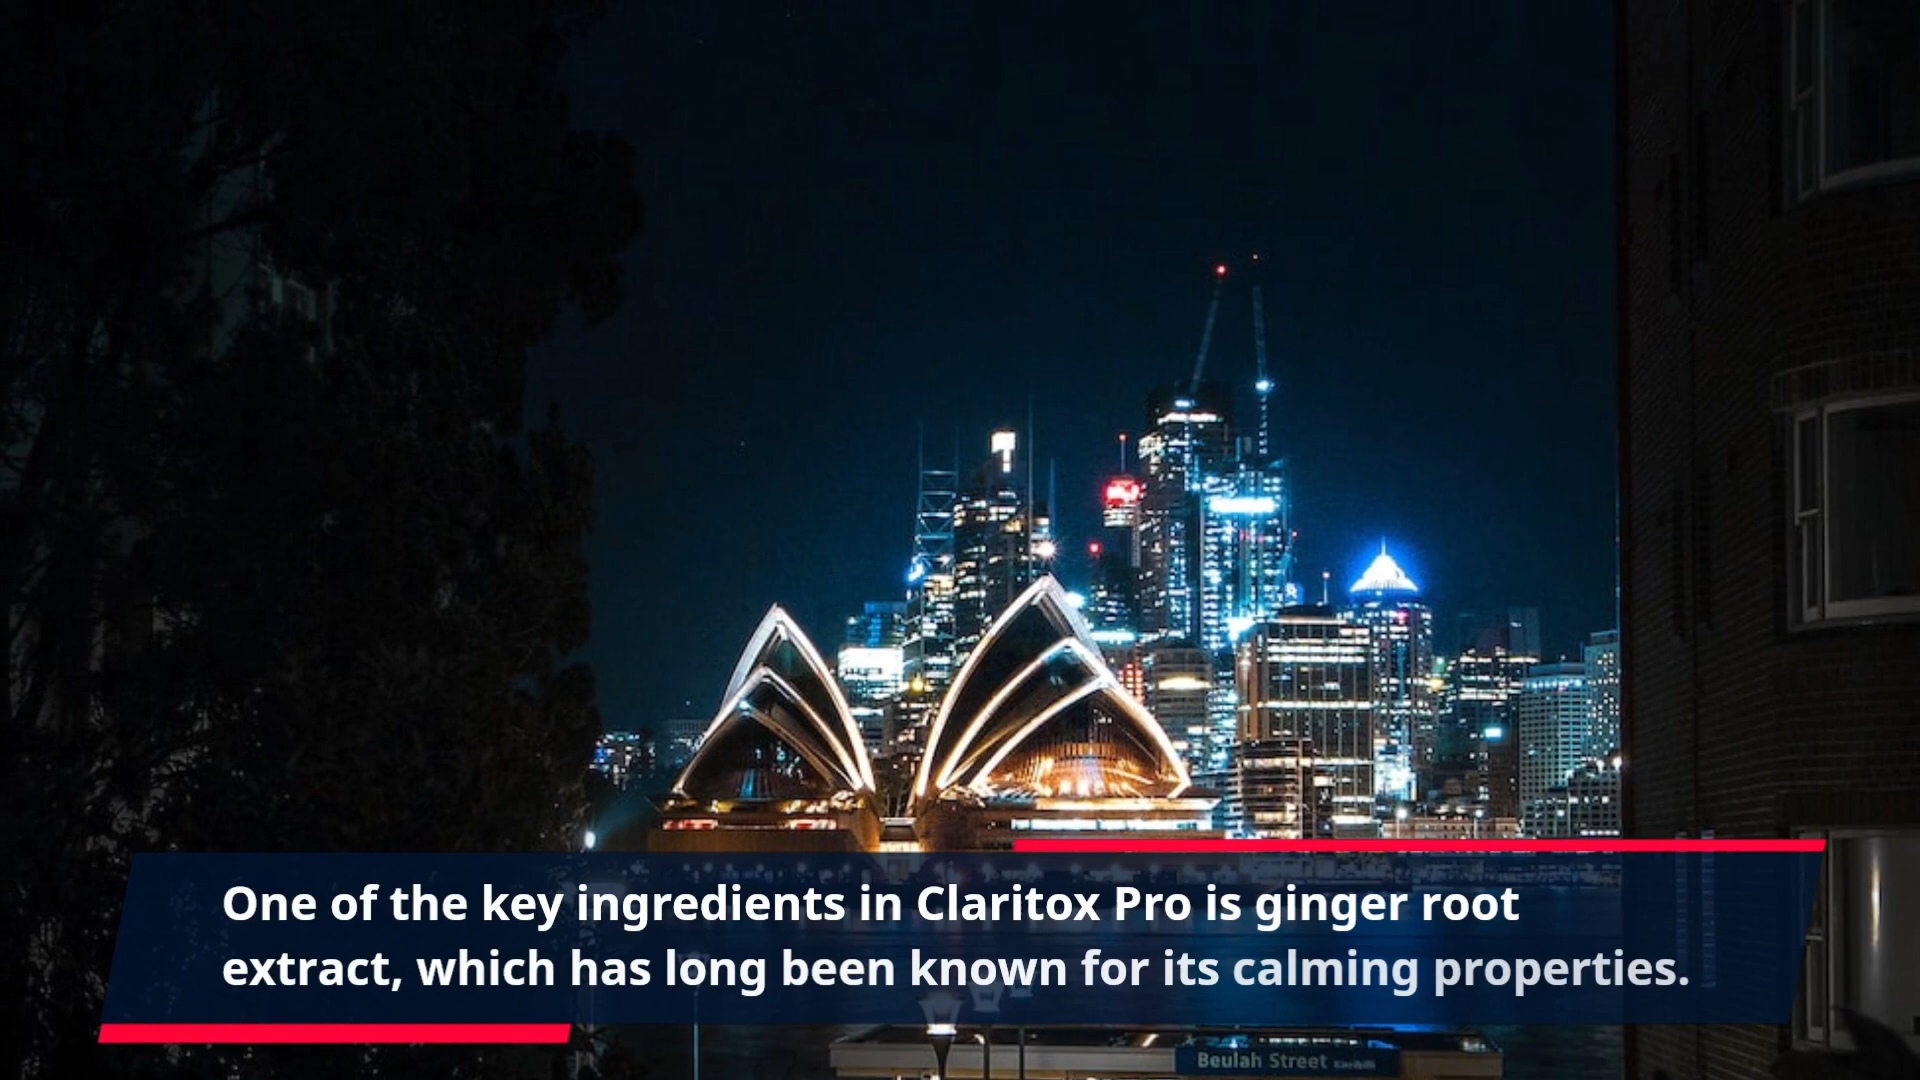 One of the key ingredients in Claritox Pro is ginger root
extract, which has long been known for its calming properties.
Beulah Street